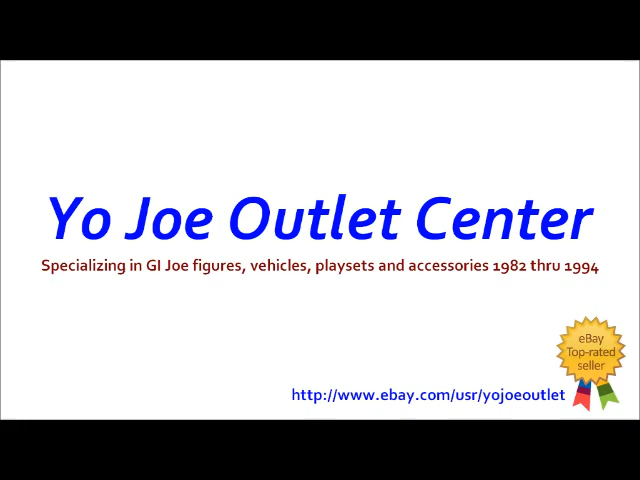 Yo Joe Outlet Center
Specializing in GI Joe figures, vehicles, playsets and accessories 1982 thru 1994
eBay
Top-rated
seller
http://www.ebay.com/usr/yojoeoutlet